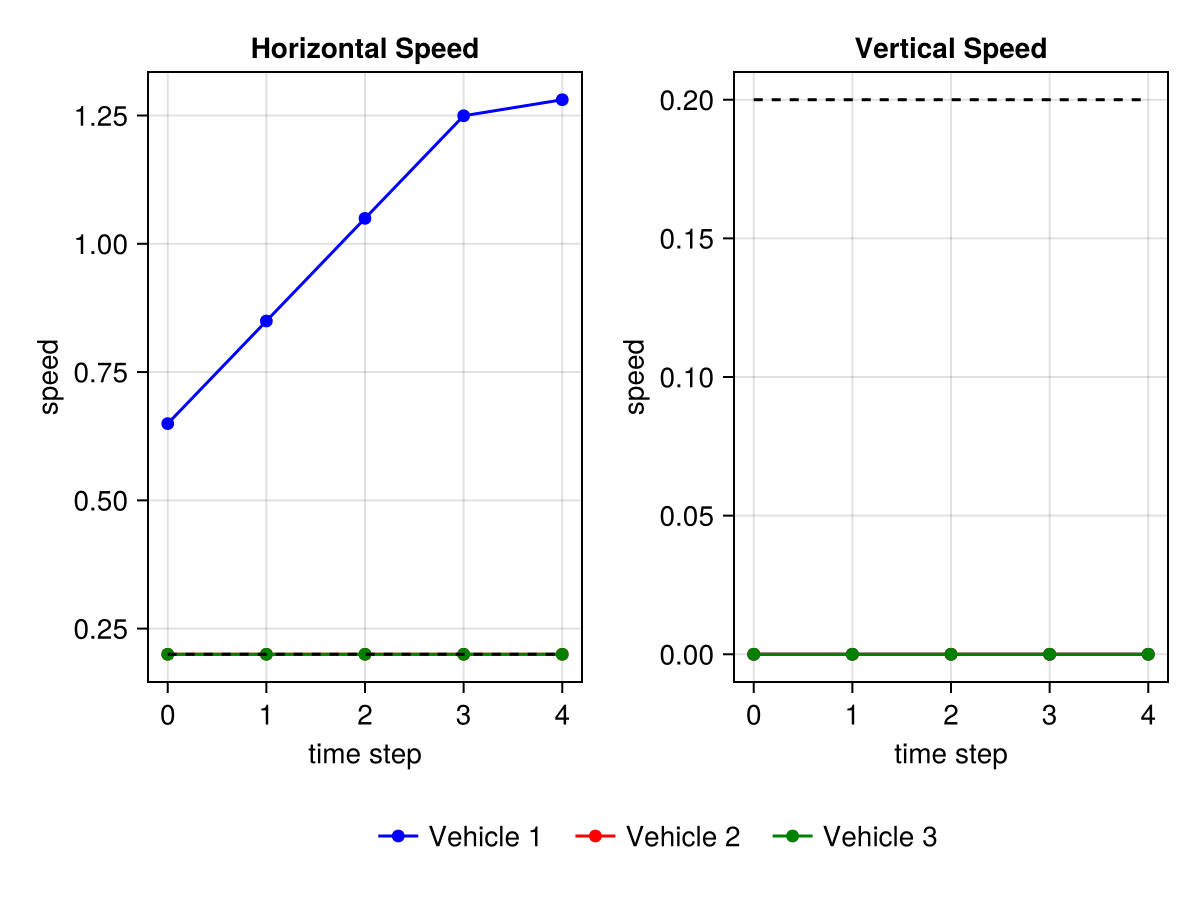 Horizontal Speed
1.25
1.00
0.75
0.50
0.25
speed
0 1 2 3 4
time step
Vertical Speed
0.20
0.15
0.10
0.05
0.00
speed
0 1 2 3 4
time step
Vehicle 1 Vehicle 2 Vehicle 3